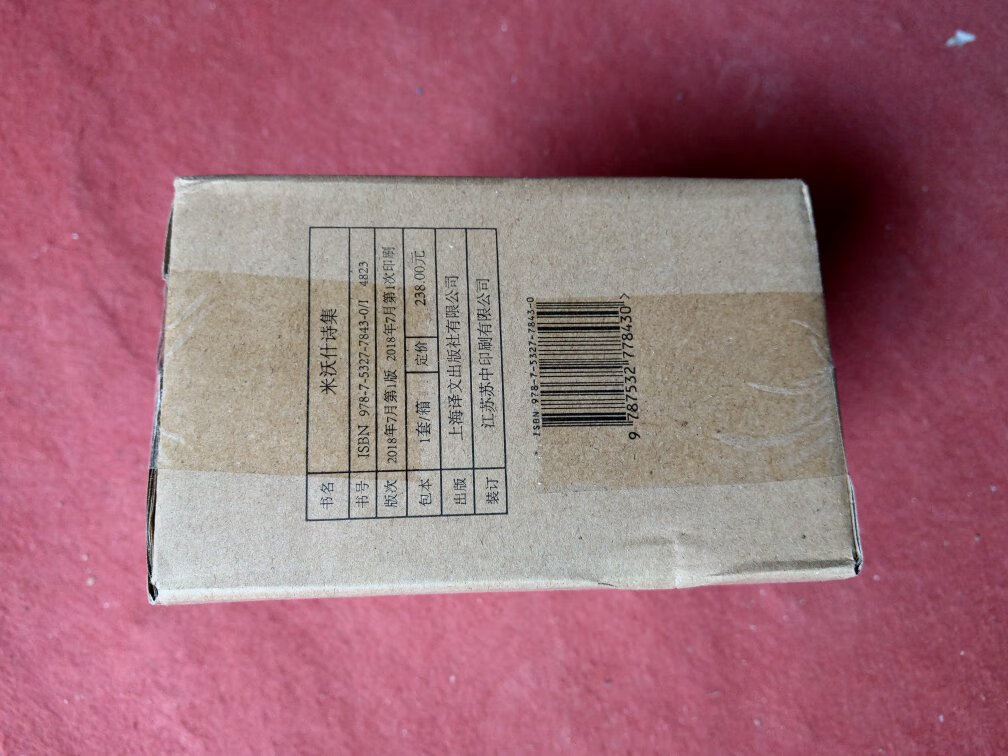 书名 米沃什诗集
书号 ISBN 978-7-5327-7843-0/I 4823
版次 2018年7月第1版 2018年7月第1次印刷
包本 1套/箱 定价 238.00元
出版 上海译文出版社有限公司
装订 江苏苏中印刷有限公司
ISBN 978-7-5327-7843-0
9 787532 778430 >